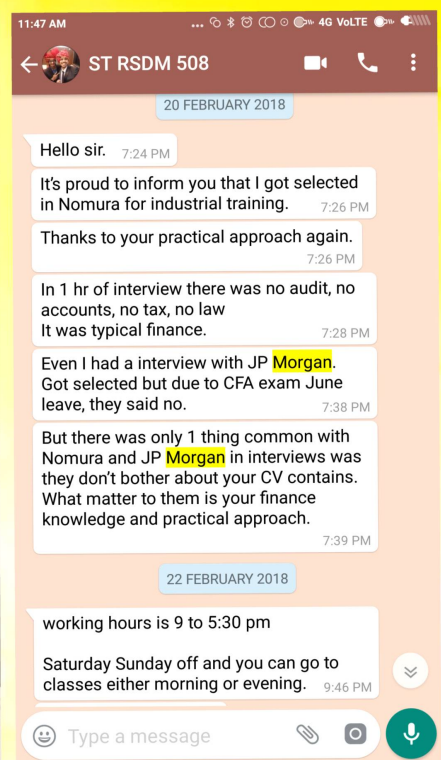 11:47 AM
... 4G VoLTE
ST RSDM 508
20 FEBRUARY 2018
Hello sir. 7:24 PM
It's proud to inform you that I got selected
in Nomura for industrial training. 7:26 PM
Thanks to your practical approach again.
7:26 PM
In 1 hr of interview there was no audit, no
accounts, no tax, no law
It was typical finance. 7:28 PM
Even I had a interview with JP Morgan.
Got selected but due to CFA exam June
leave, they said no. 7:38 PM
But there was only 1 thing common with
Nomura and JP Morgan in interviews was
they don't bother about your CV contains.
What matter to them is your finance
knowledge and practical approach.
7:39 PM
22 FEBRUARY 2018
working hours is 9 to 5:30 pm
Saturday Sunday off and you can go to
classes either morning or evening. 9:46 PM
Type a message